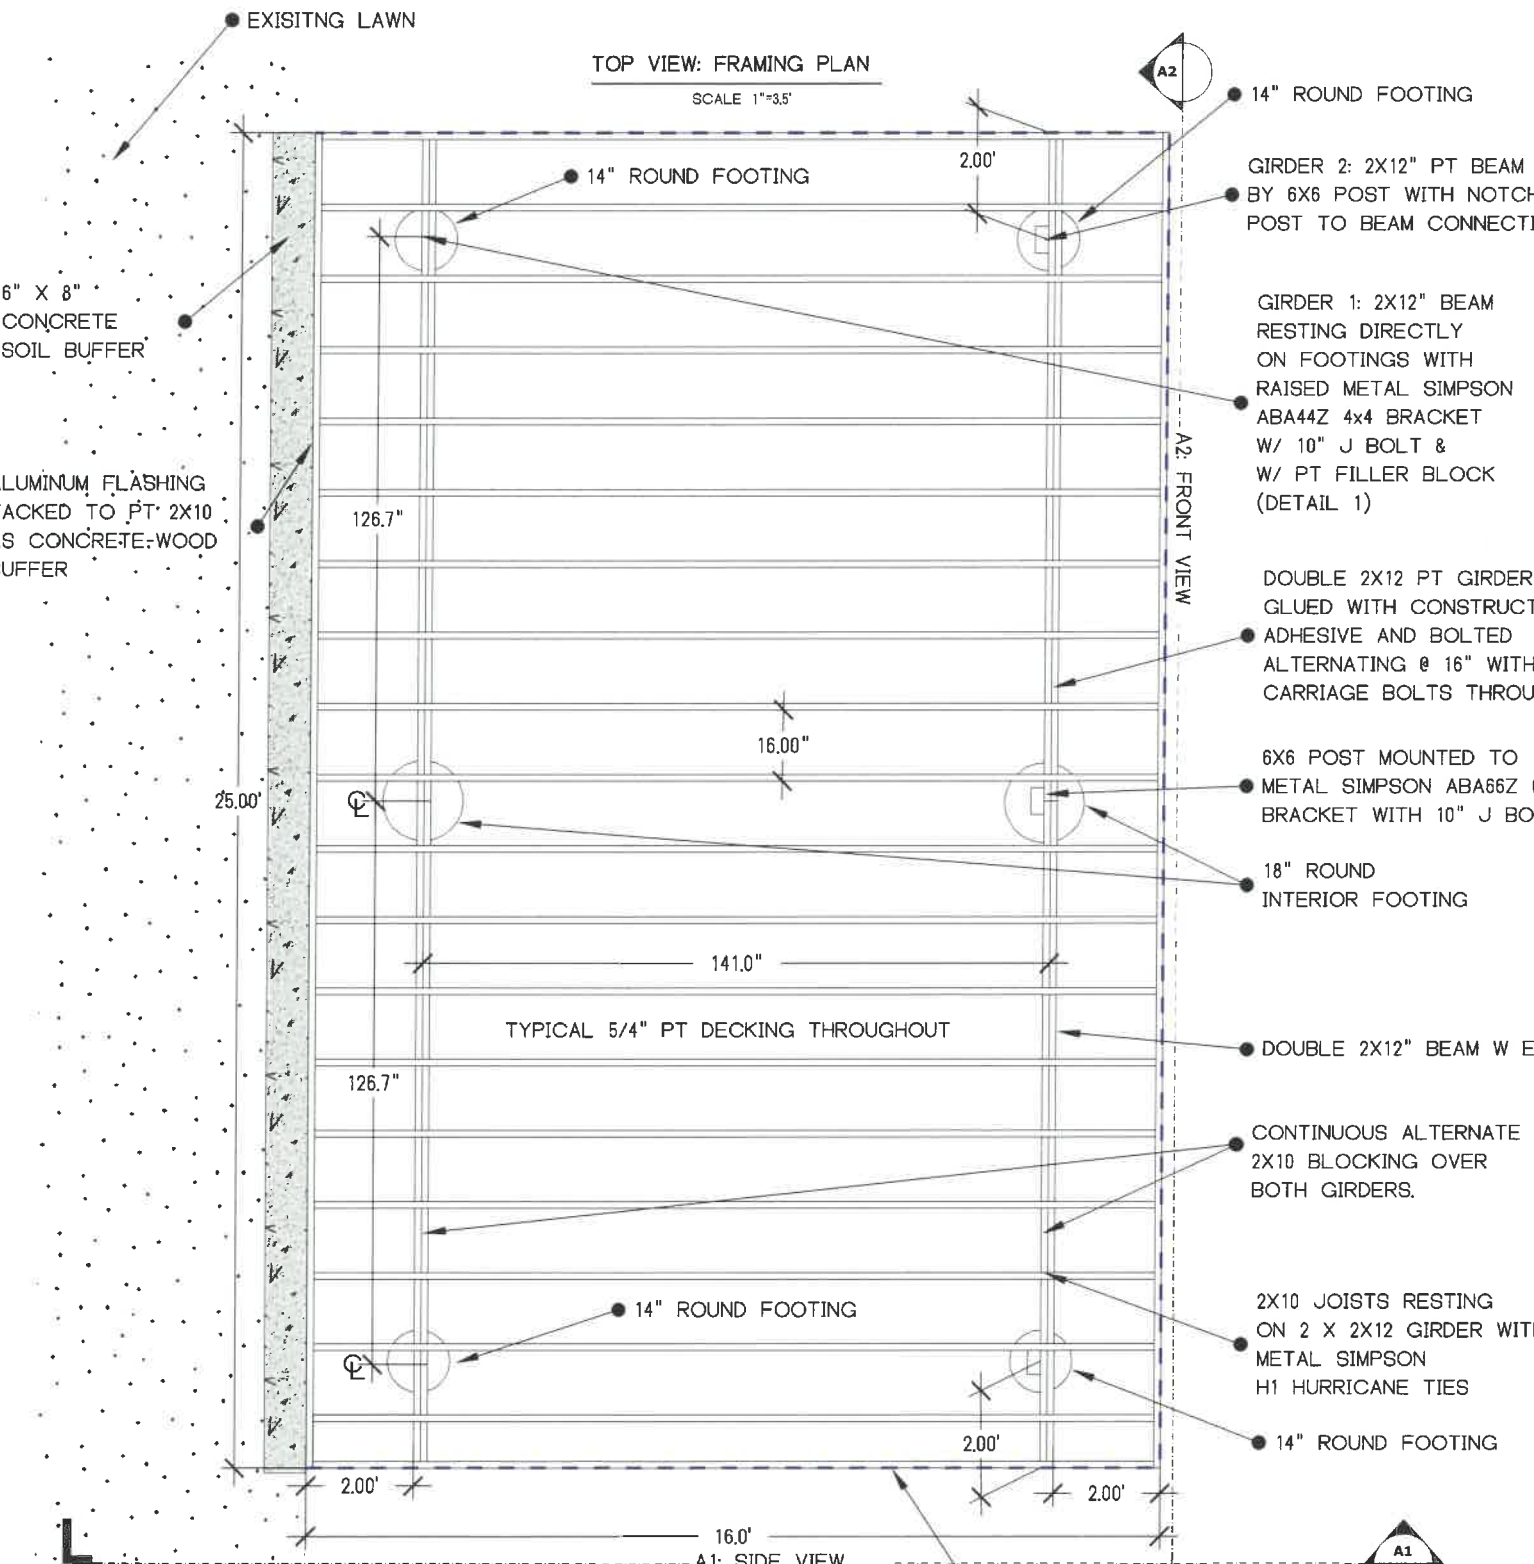 EXISITNG LAWN
TOP VIEW: FRAMING PLAN
SCALE 1"=3.5'
A2
14" ROUND FOOTING
2.00'
14" ROUND FOOTING
GIRDER 2: 2X12" PT BEAM
BY 6X6 POST WITH NOTCH
POST TO BEAM CONNECTI
6" X 8"
CONCRETE
SOIL BUFFER
GIRDER 1: 2X12" BEAM
RESTING DIRECTLY
ON FOOTINGS WITH
RAISED METAL SIMPSON
ABA44Z 4x4 BRACKET
W/ 10" J BOLT &
W/ PT FILLER BLOCK
(DETAIL 1)
A2: FRONT VIEW
LUMINUM FLASHING
TACKED TO PT 2X10
AS CONCRETE-WOOD
UFFER
126.7"
DOUBLE 2X12 PT GIRDER
GLUED WITH CONSTRUCT
ADHESIVE AND BOLTED
ALTERNATING @ 16" WITH
CARRIAGE BOLTS THROU
16.00"
25.00'
CL
6X6 POST MOUNTED TO
METAL SIMPSON ABA66Z
BRACKET WITH 10" J BO
18" ROUND
INTERIOR FOOTING
141.0"
TYPICAL 5/4" PT DECKING THROUGHOUT
DOUBLE 2X12" BEAM W E
126.7"
CONTINUOUS ALTERNATE
2X10 BLOCKING OVER
BOTH GIRDERS.
14" ROUND FOOTING
CL
2X10 JOISTS RESTING
ON 2 X 2X12 GIRDER WITH
METAL SIMPSON
H1 HURRICANE TIES
14" ROUND FOOTING
2.00'
2.00'
2.00'
16.0'
A1: SIDE VIEW
A1